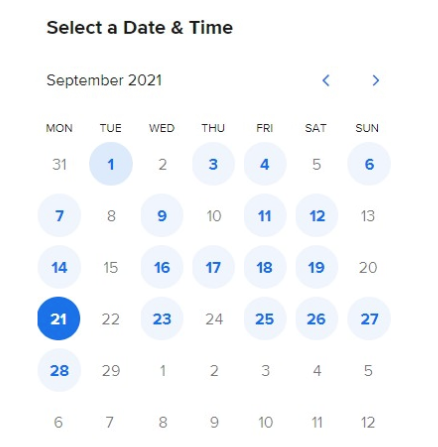 Select a Date & Time
September 2021
MON TUE WED THU FRI SAT SUN
31 1 2 3 4 5 6
7 8 9 10 11 12 13
14 15 16 17 18 19 20
21 22 23 24 25 26 27
28 29 1 2 3 4 5
6 7 8 9 10 11 12